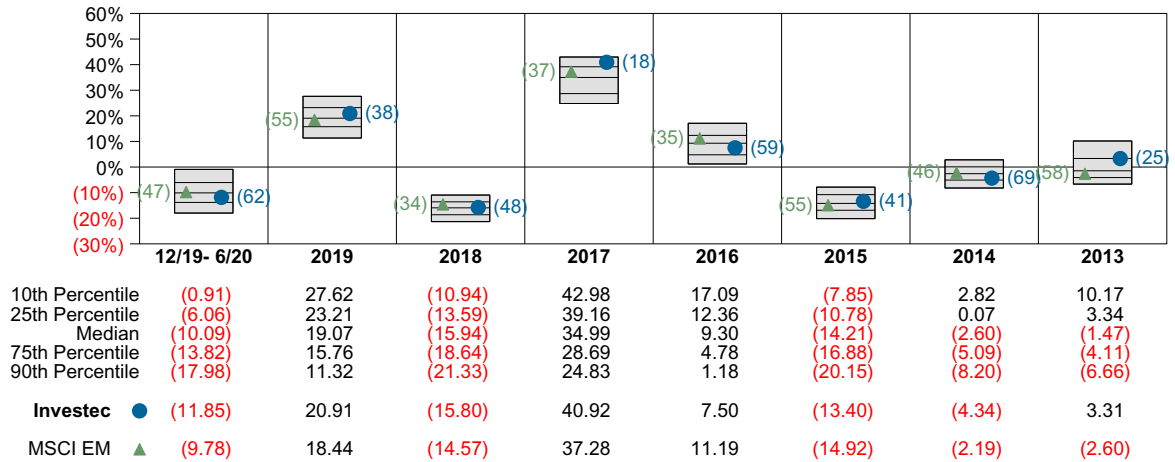 60%
50%
40%
30%
20%
10%
0%
(10%)
(20%)
(30%)
(47) (62)
(55) (38)
(34) (48)
(37) (18)
(35) (59)
(55) (41)
(46) (69)
(58) (25)
12/19- 6/20 2019 2018 2017 2016 2015 2014 2013
10th Percentile (0.91) 27.62 (10.94) 42.98 17.09 (7.85) 2.82 10.17
25th Percentile (6.06) 23.21 (13.59) 39.16 12.36 (10.78) 0.07 3.34
Median (10.09) 19.07 (15.94) 34.99 9.30 (14.21) (2.60) (1.47)
75th Percentile (13.82) 15.76 (18.64) 28.69 4.78 (16.88) (5.09) (4.11)
90th Percentile (17.98) 11.32 (21.33) 24.83 1.18 (20.15) (8.20) (6.66)
Investec (11.85) 20.91 (15.80) 40.92 7.50 (13.40) (4.34) 3.31
MSCI EM (9.78) 18.44 (14.57) 37.28 11.19 (14.92) (2.19) (2.60)